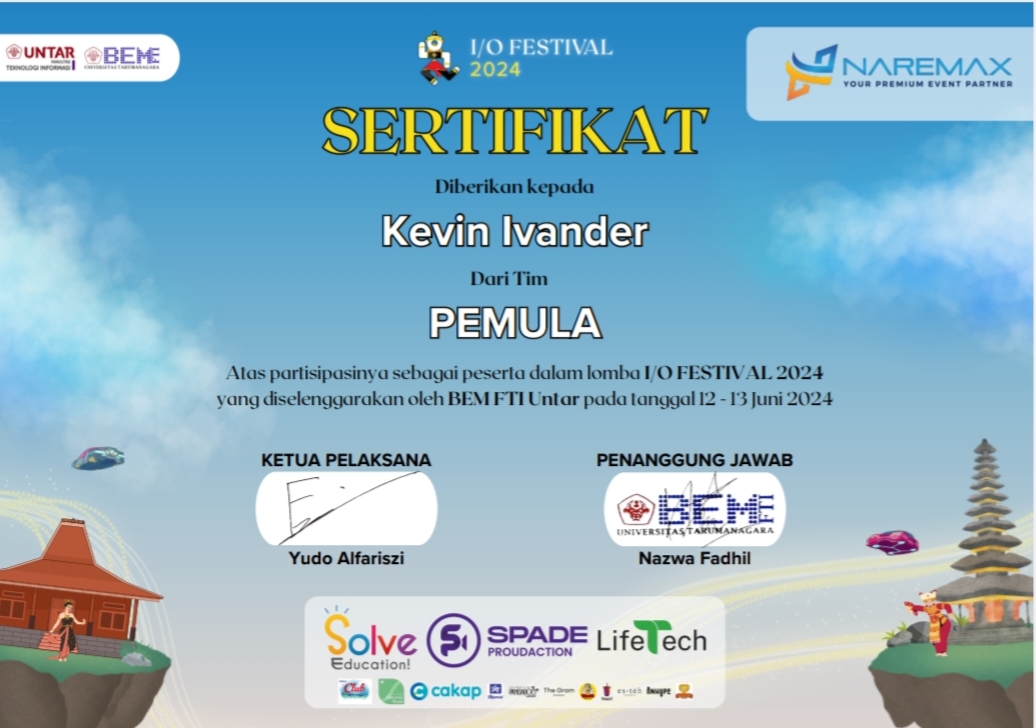 UNTAR
FAKULTAS
TEKNOLOGI INFORMASI
BEM
UNIVERSITAS TARUMANAGARA
I/O FESTIVAL
2024
NAREMAX
YOUR PREMIUM EVENT PARTNER
SERTIFIKAT
Diberikan kepada
Kevin Ivander
Dari Tim
PEMULA
Atas partisipasinya sebagai peserta dalam lomba I/O FESTIVAL 2024
yang diselenggarakan oleh BEM FTI Untar pada tanggal 12 - 13 Juni 2024
KETUA PELAKSANA
Yudo Alfariszi
PENANGGUNG JAWAB
BEM
UNIVERSITAS TARUMANAGARA
Nazwa Fadhil
Solve
Education!
SPADE
PROUDACTION
LifeTech
Club
cakap
The Gram
es-teh